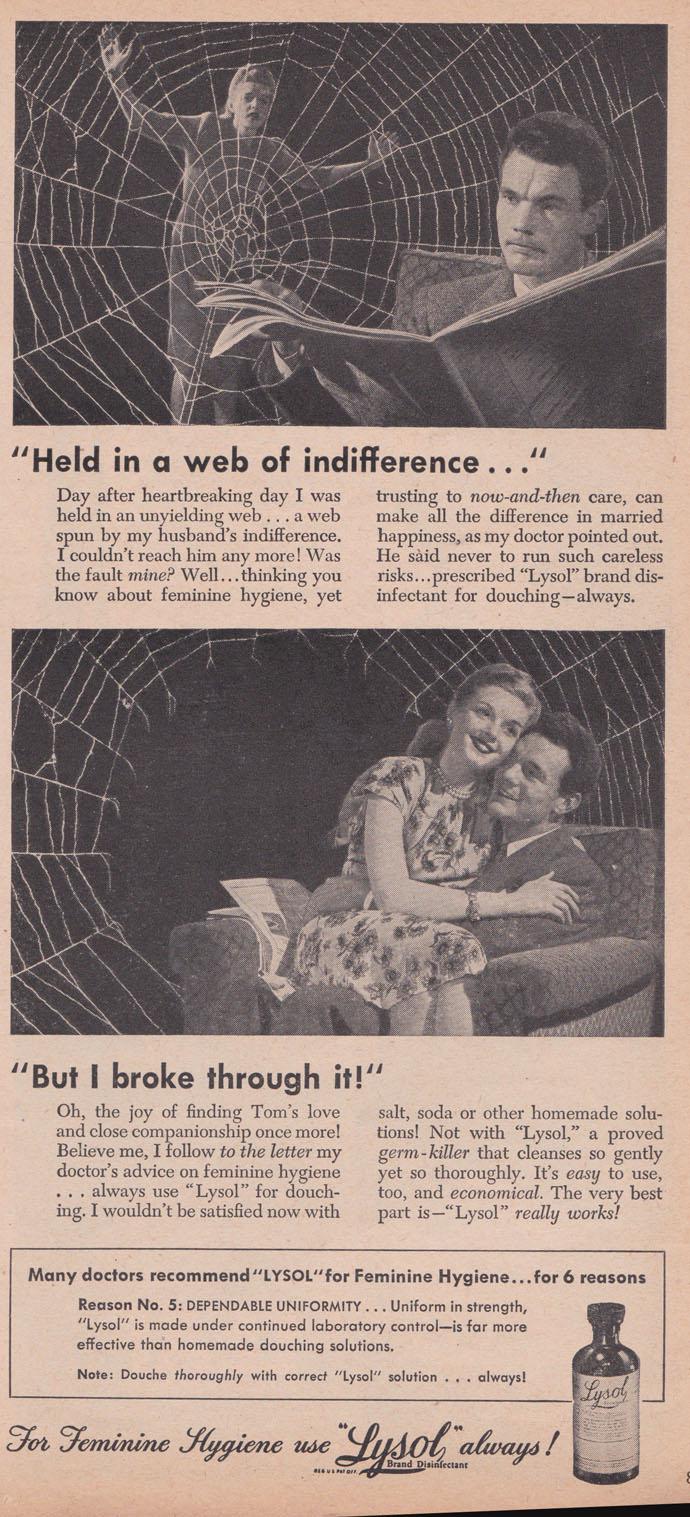 “Held in a web of indifference . . .“
Day after heartbreaking day I was
held in an unyielding web . . . a web
spun by my husband’s indifference.
I couldn’t reach him any more! Was
the fault mine? Well . . . thinking you
know about feminine hygiene, yet
trusting to now-and-then care, can
make all the difference in married
happiness, as my doctor pointed out.
He said never to run such careless
risks . . . prescribed “Lysol” brand dis-
infectant for douching—always.
“But I broke through it!“
Oh, the joy of finding Tom’s love
and close companionship once more!
Believe me, I follow to the letter my
doctor’s advice on feminine hygiene
. . . always use “Lysol” for douch-
ing. I wouldn’t be satisfied now with
salt, soda or other homemade solu-
tions! Not with “Lysol,” a proved
germ-killer that cleanses so gently
yet so thoroughly. It’s easy to use,
too, and economical. The very best
part is—“Lysol” really works!
Many doctors recommend “LYSOL“ for Feminine Hygiene . . . for 6 reasons
Reason No. 5: DEPENDABLE UNIFORMITY . . . Uniform in strength,
“Lysol” is made under continued laboratory control—is far more
effective than homemade douching solutions.
Note: Douche thoroughly with correct “Lysol” solution . . . always!
Lysol
For Feminine Hygiene use “Lysol” always!
REG. U.S. PAT. OFF.
Brand Disinfectant